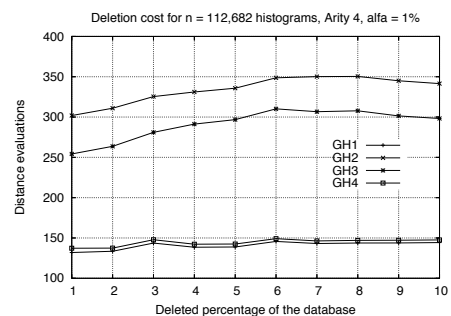 Deletion cost for n = 112,682 histograms, Arity 4, alfa = 1%
400
350
300
250
200
150
100
Distance evaluations
GH1
GH2
GH3
GH4
1 2 3 4 5 6 7 8 9 10
Deleted percentage of the database